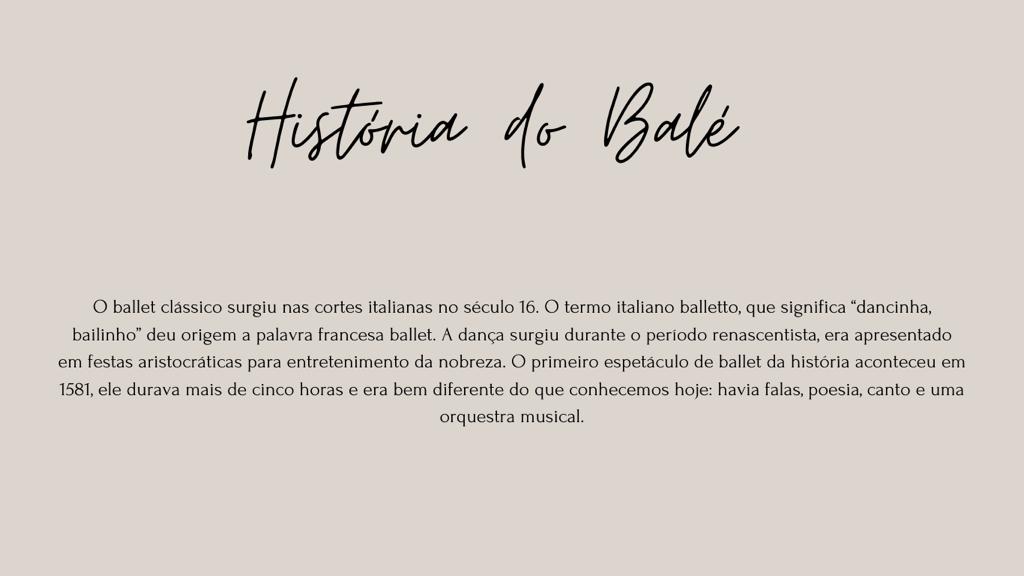 História do Balé
O ballet clássico surgiu nas cortes italianas no século 16. O termo italiano balletto, que significa “dancinha,
bailinho” deu origem a palavra francesa ballet. A dança surgiu durante o período renascentista, era apresentado
em festas aristocráticas para entretenimento da nobreza. O primeiro espetáculo de ballet da história aconteceu em
1581, ele durava mais de cinco horas e era bem diferente do que conhecemos hoje: havia falas, poesia, canto e uma
orquestra musical.